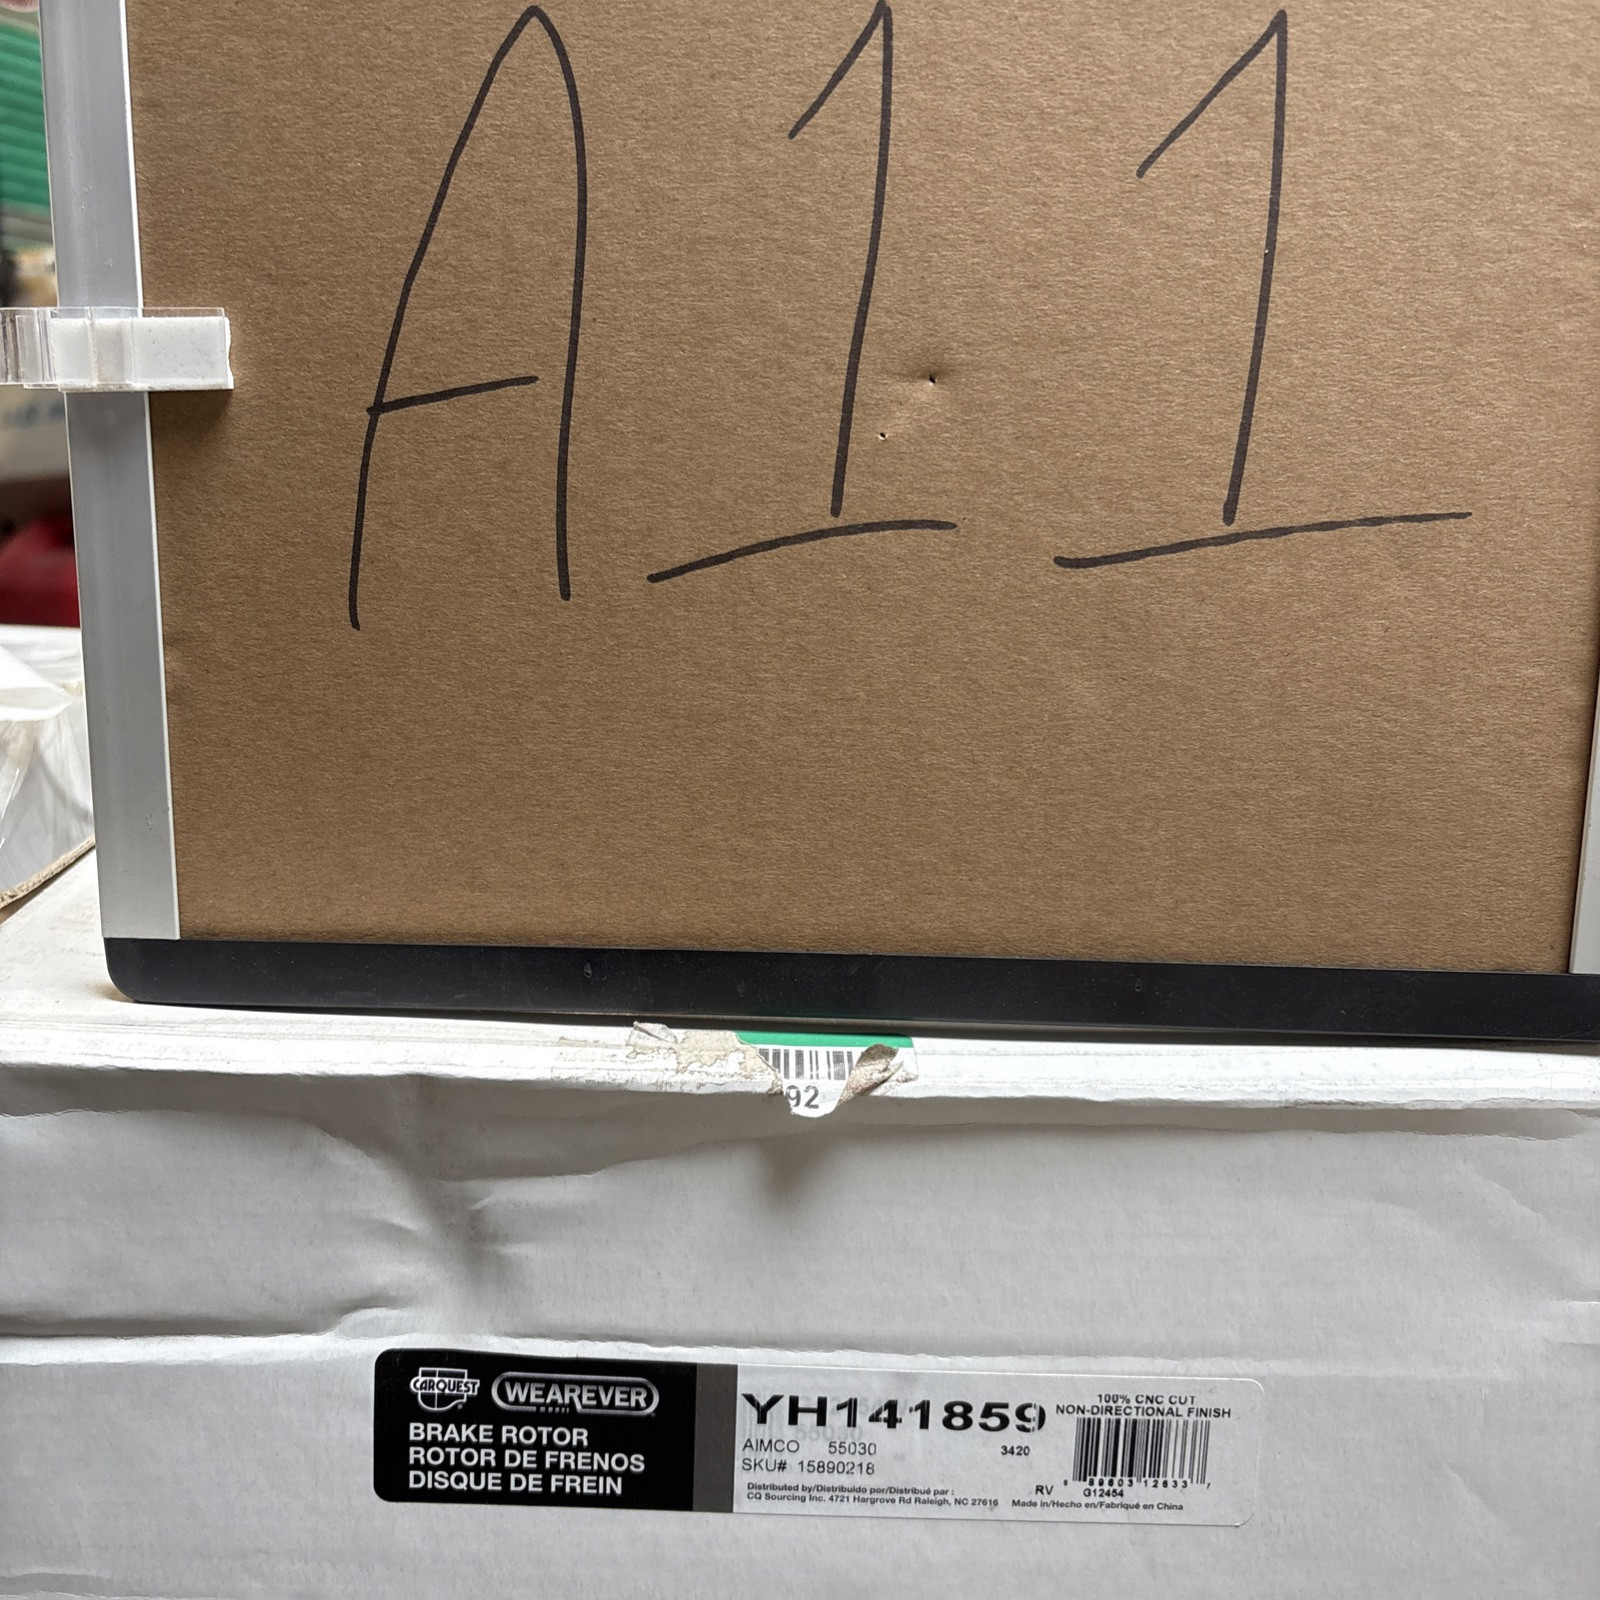 A11
92
CARQUEST WEAREVER
BRAKE ROTOR
ROTOR DE FRENOS
DISQUE DE FREIN
YH141859
AIMCO 55030
3420
SKU# 15890218
100% CNC CUT
NON-DIRECTIONAL FINISH
Distributed by/Distribuido por/Distribué par :
CQ Sourcing Inc. 4721 Hargrove Rd Raleigh, NC 27616
RV
G12454
Made in/Hecho en/Fabriqué en China